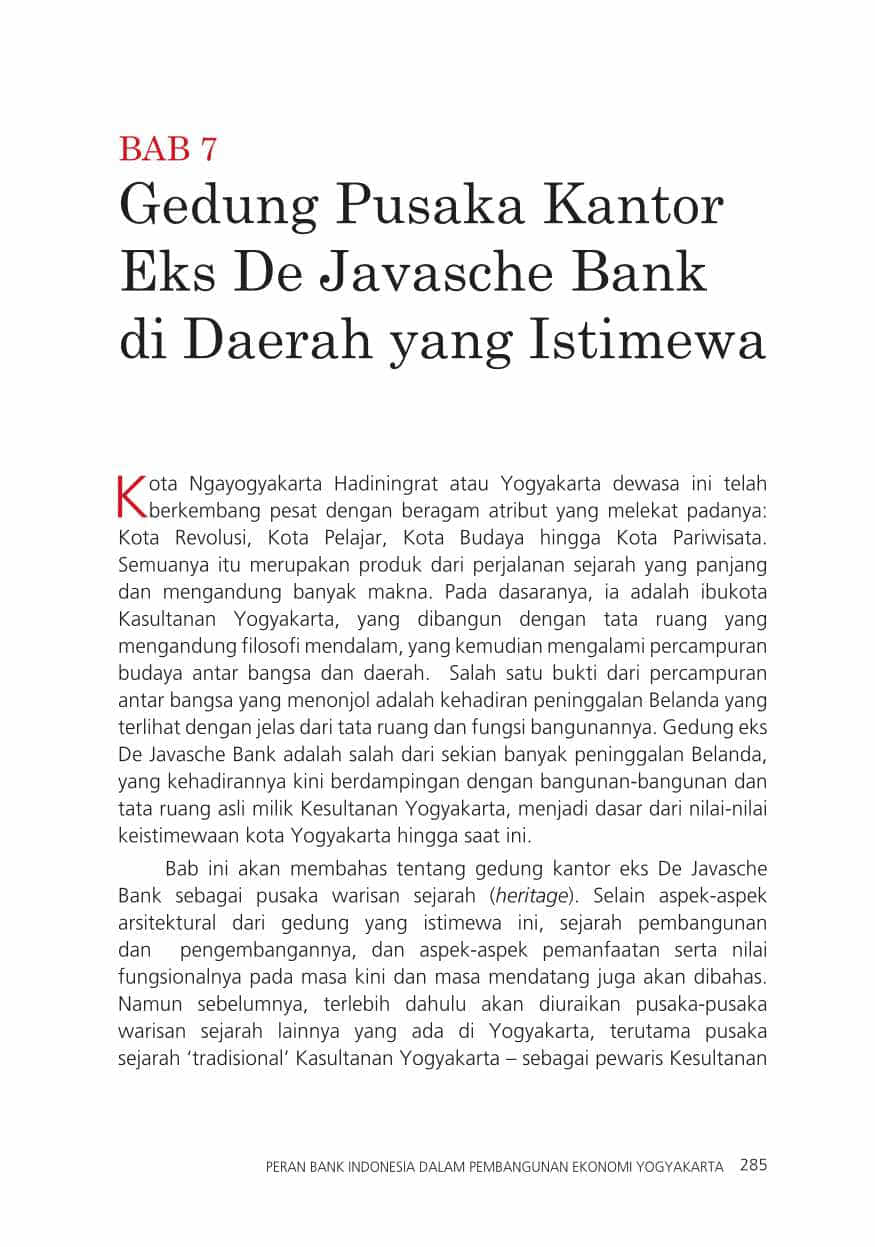 BAB 7
Gedung Pusaka Kantor
Eks De Javasche Bank
di Daerah yang Istimewa
Kota Ngayogyakarta Hadiningrat atau Yogyakarta dewasa ini telah
berkembang pesat dengan beragam atribut yang melekat padanya:
Kota Revolusi, Kota Pelajar, Kota Budaya hingga Kota Pariwisata.
Semuanya itu merupakan produk dari perjalanan sejarah yang panjang
dan mengandung banyak makna. Pada dasaranya, ia adalah ibukota
Kasultanan Yogyakarta, yang dibangun dengan tata ruang yang
mengandung filosofi mendalam, yang kemudian mengalami percampuran
budaya antar bangsa dan daerah.  Salah satu bukti dari percampuran
antar bangsa yang menonjol adalah kehadiran peninggalan Belanda yang
terlihat dengan jelas dari tata ruang dan fungsi bangunannya. Gedung eks
De Javasche Bank adalah salah dari sekian banyak peninggalan Belanda,
yang kehadirannya kini berdampingan dengan bangunan-bangunan dan
tata ruang asli milik Kesultanan Yogyakarta, menjadi dasar dari nilai-nilai
keistimewaan kota Yogyakarta hingga saat ini.
Bab ini akan membahas tentang gedung kantor eks De Javasche
Bank sebagai pusaka warisan sejarah (heritage). Selain aspek-aspek
arsitektural dari gedung yang istimewa ini, sejarah pembangunan
dan  pengembangannya, dan aspek-aspek pemanfaatan serta nilai
fungsionalnya pada masa kini dan masa mendatang juga akan dibahas.
Namun sebelumnya, terlebih dahulu akan diuraikan pusaka-pusaka
warisan sejarah lainnya yang ada di Yogyakarta, terutama pusaka
sejarah ‘tradisional’ Kasultanan Yogyakarta – sebagai pewaris Kesultanan
PERAN BANK INDONESIA DALAM PEMBANGUNAN EKONOMI YOGYAKARTA 285